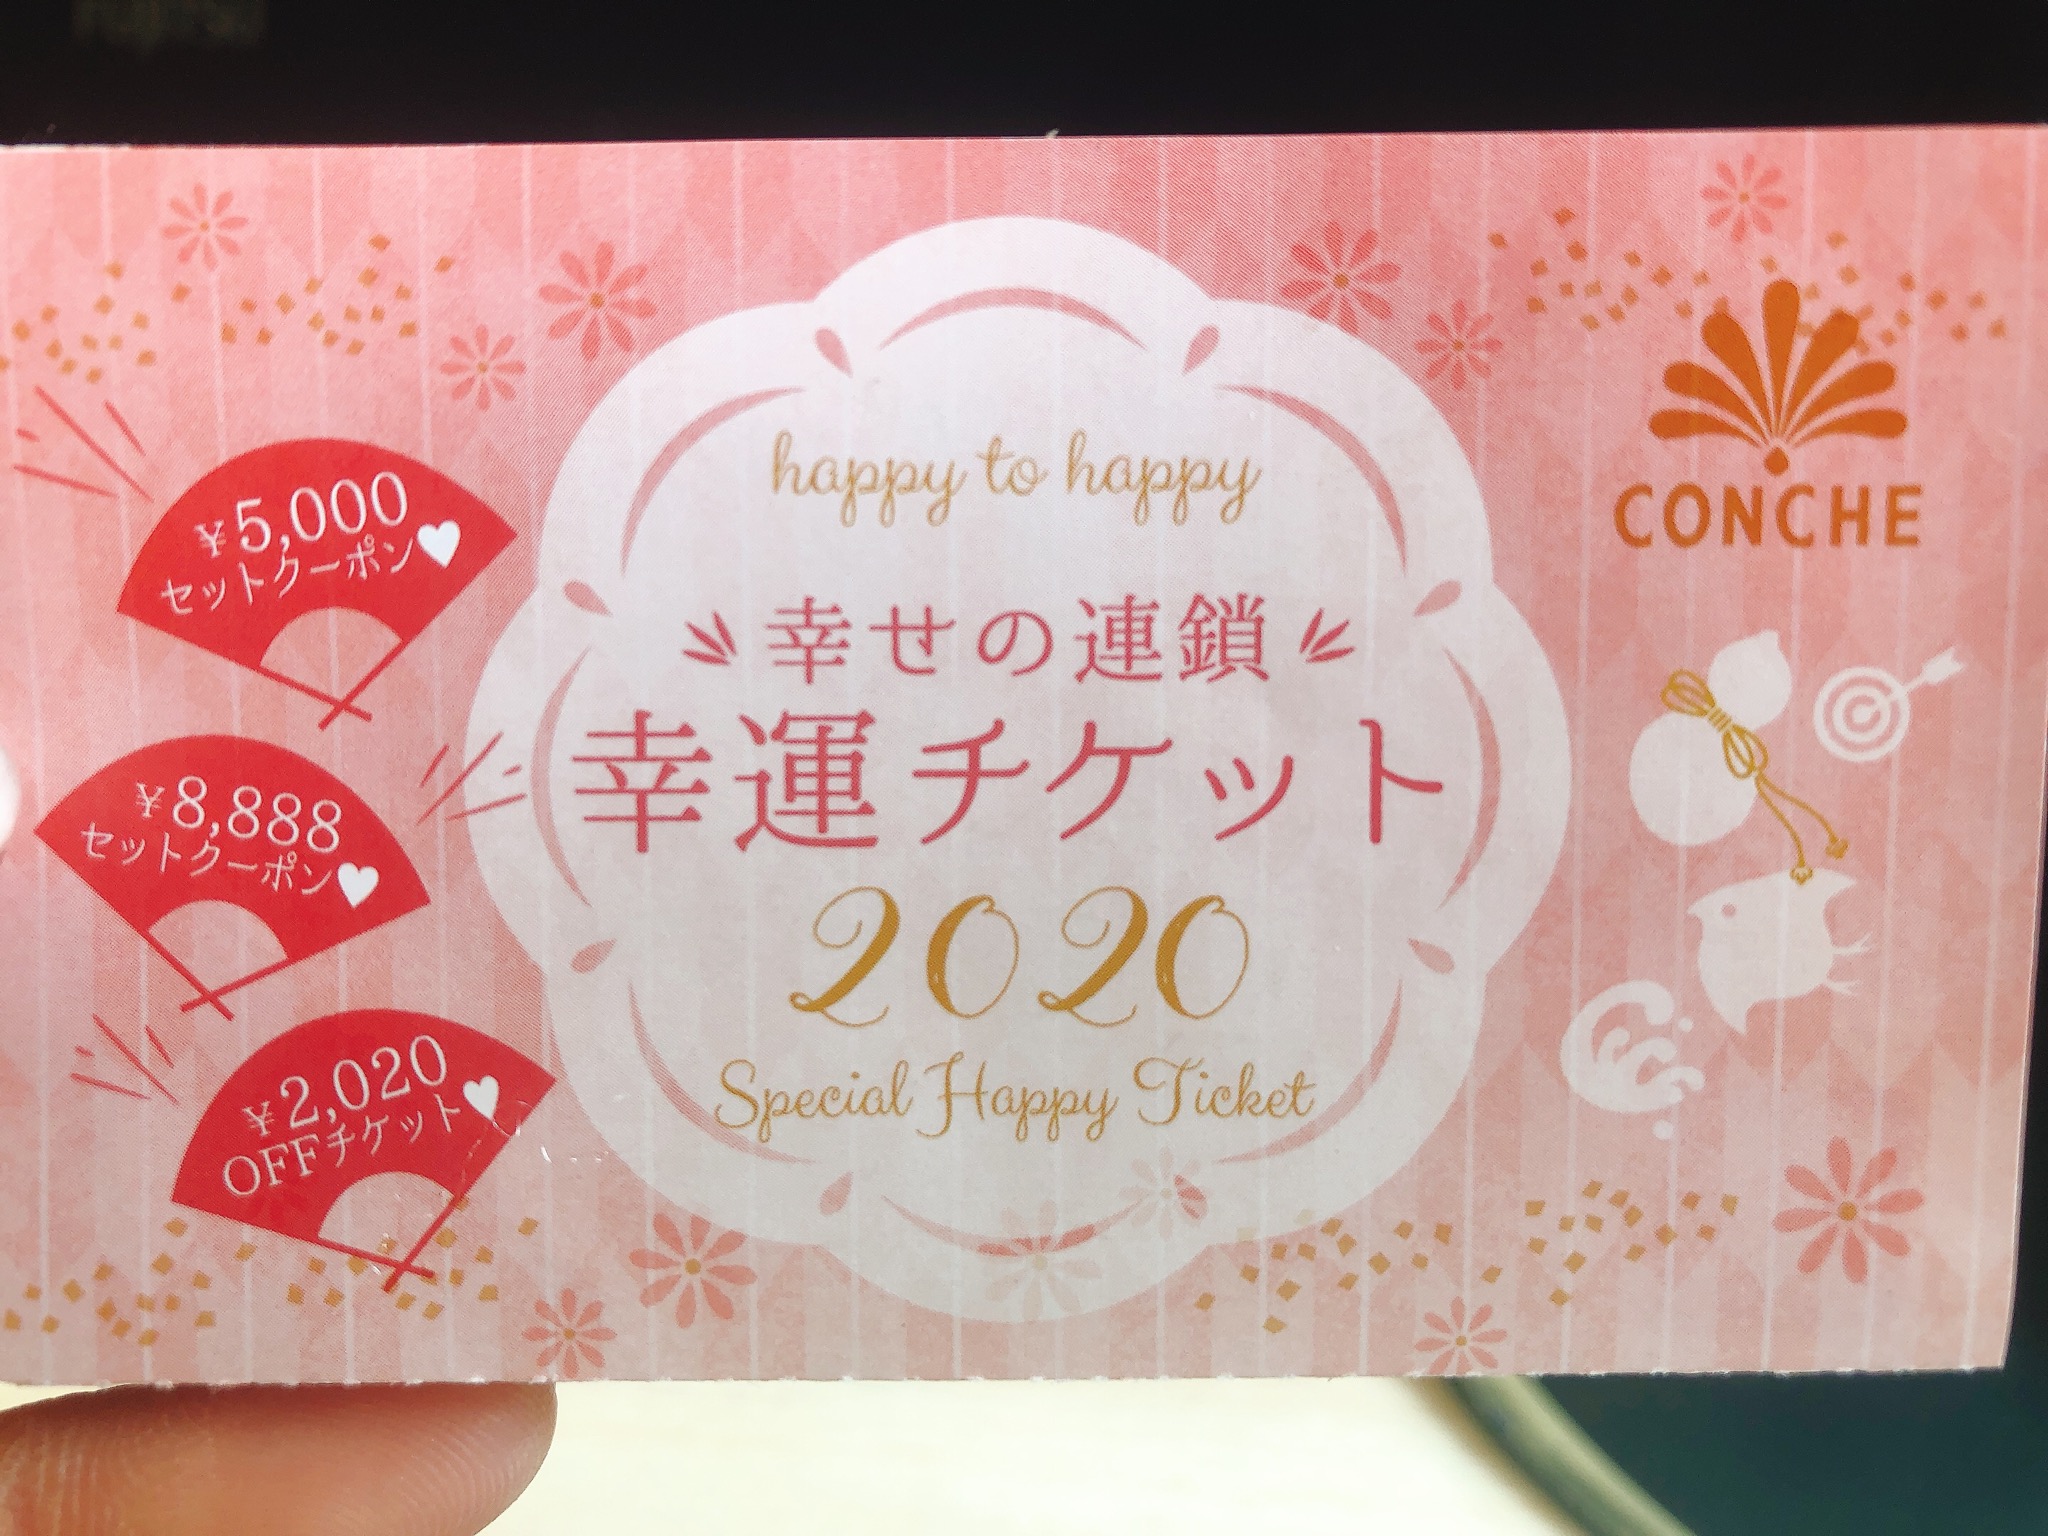 happy to happy
幸せの連鎖
幸運チケット
2020
Special Happy Ticket
¥5,000
セットクーポン
¥8,888
セットクーポン
¥2,020
OFFチケット
CONCHE